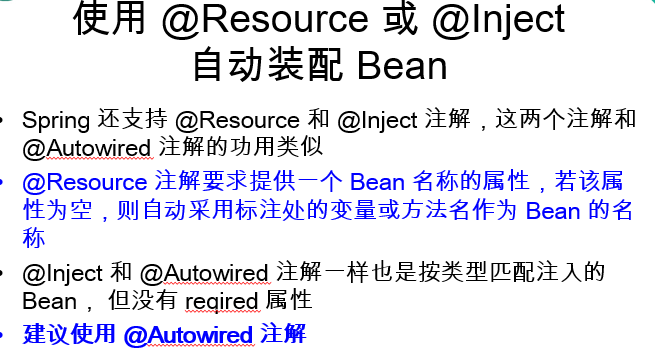 使用 @Resource 或 @Inject
自动装配 Bean
• Spring 还支持 @Resource 和 @Inject 注解，这两个注解和
@Autowired 注解的功用类似
• @Resource 注解要求提供一个 Bean 名称的属性，若该属
性为空，则自动采用标注处的变量或方法名作为 Bean 的名
称
• @Inject 和 @Autowired 注解一样也是按类型匹配注入的
Bean， 但没有 reqired 属性
• 建议使用 @Autowired 注解